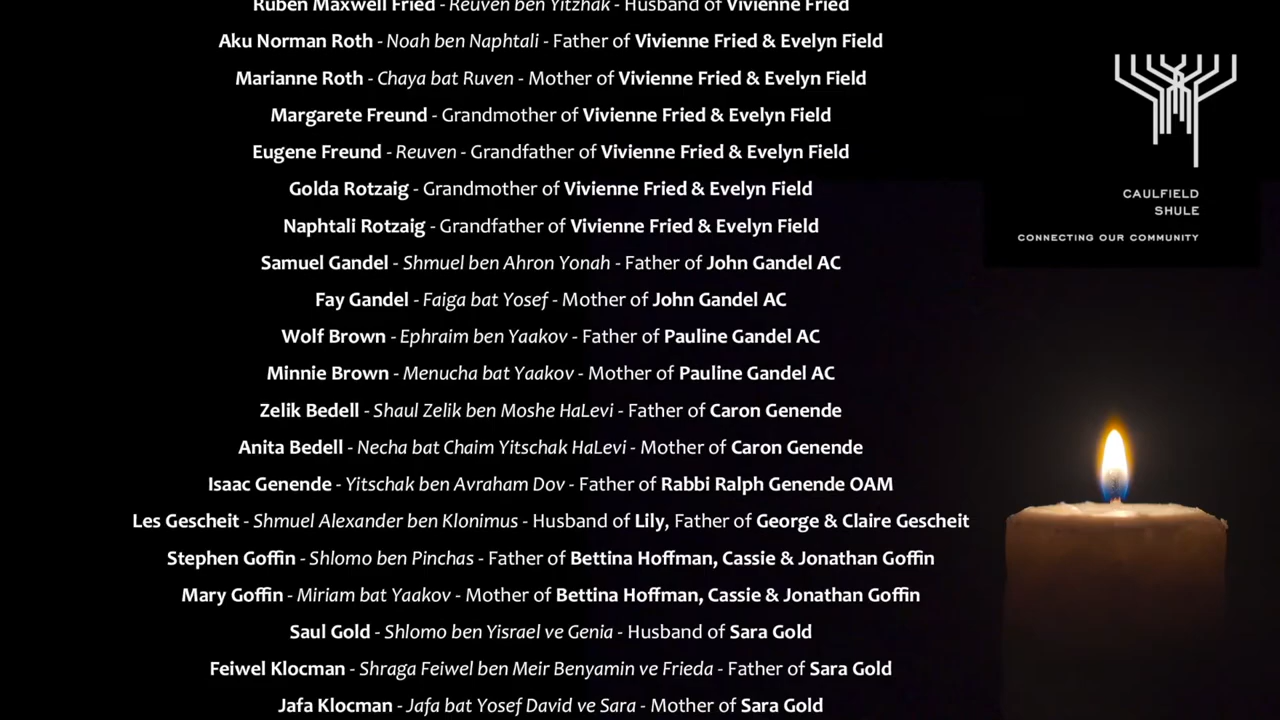 Ruben Maxwell Fried - Reuven ben Yitzhak - Husband of Vivienne Fried
Aku Norman Roth - Noah ben Naphtali - Father of Vivienne Fried & Evelyn Field
Marianne Roth - Chaya bat Ruven - Mother of Vivienne Fried & Evelyn Field
Margarete Freund - Grandmother of Vivienne Fried & Evelyn Field
Eugene Freund - Reuven - Grandfather of Vivienne Fried & Evelyn Field
Golda Rotzaig - Grandmother of Vivienne Fried & Evelyn Field
Naphtali Rotzaig - Grandfather of Vivienne Fried & Evelyn Field
Samuel Gandel - Shmuel ben Ahron Yonah - Father of John Gandel AC
Fay Gandel - Faiga bat Yosef - Mother of John Gandel AC
Wolf Brown - Ephraim ben Yaakov - Father of Pauline Gandel AC
Minnie Brown - Menucha bat Yaakov - Mother of Pauline Gandel AC
Zelik Bedell - Shaul Zelik ben Moshe HaLevi - Father of Caron Genende
Anita Bedell - Necha bat Chaim Yitschak HaLevi - Mother of Caron Genende
Isaac Genende - Yitschak ben Avraham Dov - Father of Rabbi Ralph Genende OAM
Les Gescheit - Shmuel Alexander ben Klonimus - Husband of Lily, Father of George & Claire Gescheit
Stephen Goffin - Shlomo ben Pinchas - Father of Bettina Hoffman, Cassie & Jonathan Goffin
Mary Goffin - Miriam bat Yaakov - Mother of Bettina Hoffman, Cassie & Jonathan Goffin
Saul Gold - Shlomo ben Yisrael ve Genia - Husband of Sara Gold
Feiwel Klocman - Shraga Feiwel ben Meir Benyamin ve Frieda - Father of Sara Gold
Jafa Klocman - Jafa bat Yosef David ve Sara - Mother of Sara Gold
CAULFIELD
SHULE
CONNECTING OUR COMMUNITY